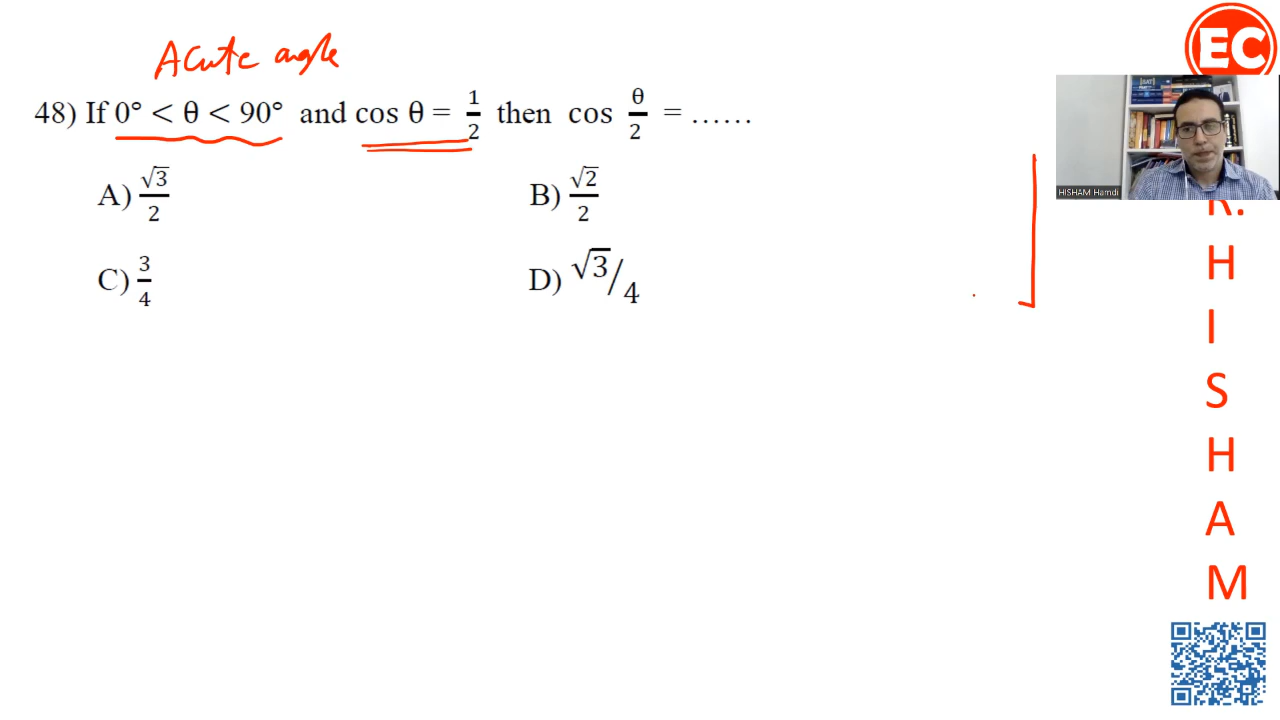 Acute angle
48) If 0° < θ < 90° and cos θ = 1/2 then cos θ/2 = ......
A) √3/2
B) √2/2
C) 3/4
D) √3/4
EC
HISHAM Hamdi
R.
H
I
S
H
A
M